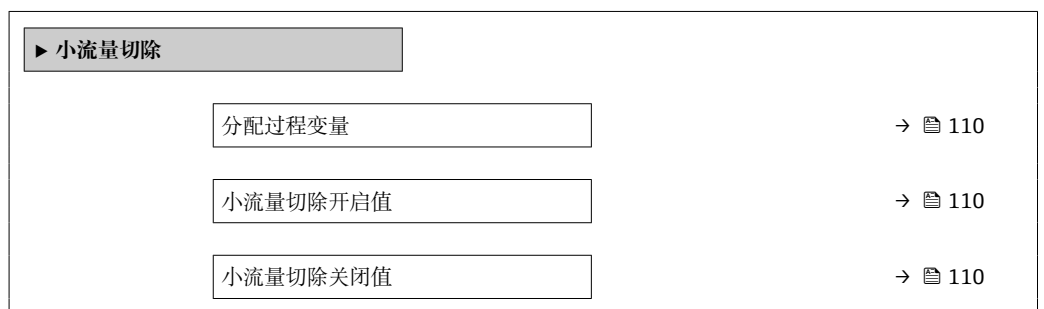 ▶ 小流量切除
分配过程变量 → 110
小流量切除开启值 → 110
小流量切除关闭值 → 110